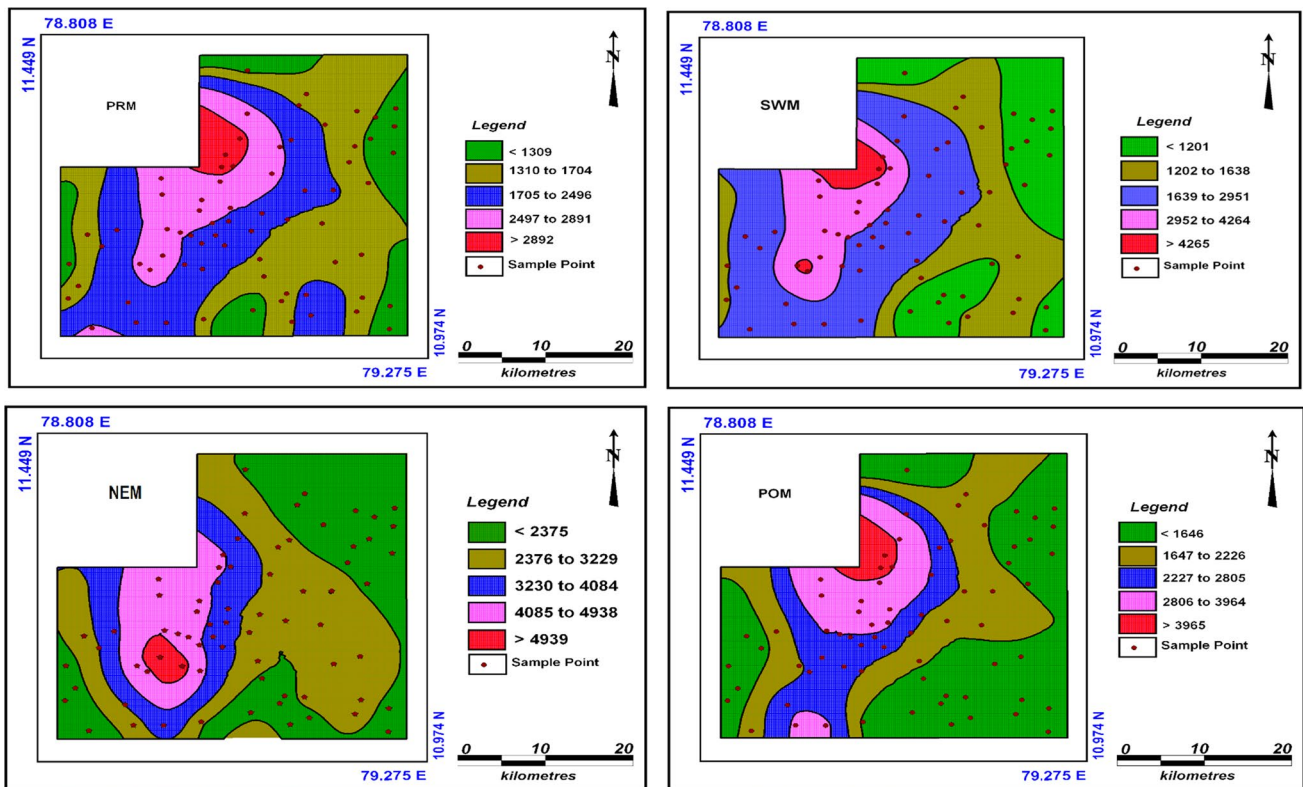 78.808 E
11.449 N
PRM
N
Legend
< 1309
1310 to 1704
1705 to 2496
2497 to 2891
> 2892
Sample Point
10.974 N
0 10 20
kilometres
79.275 E
78.808 E
11.449 N
SWM
N
Legend
< 1201
1202 to 1638
1639 to 2951
2952 to 4264
> 4265
Sample Point
10.974 N
0 10 20
kilometres
79.275 E
78.808 E
11.449 N
NEM
N
Legend
< 2375
2376 to 3229
3230 to 4084
4085 to 4938
> 4939
Sample Point
10.974 N
0 10 20
kilometres
79.275 E
78.808 E
11.449 N
POM
N
Legend
< 1646
1647 to 2226
2227 to 2805
2806 to 3964
> 3965
Sample Point
10.974 N
0 10 20
kilometres
79.275 E